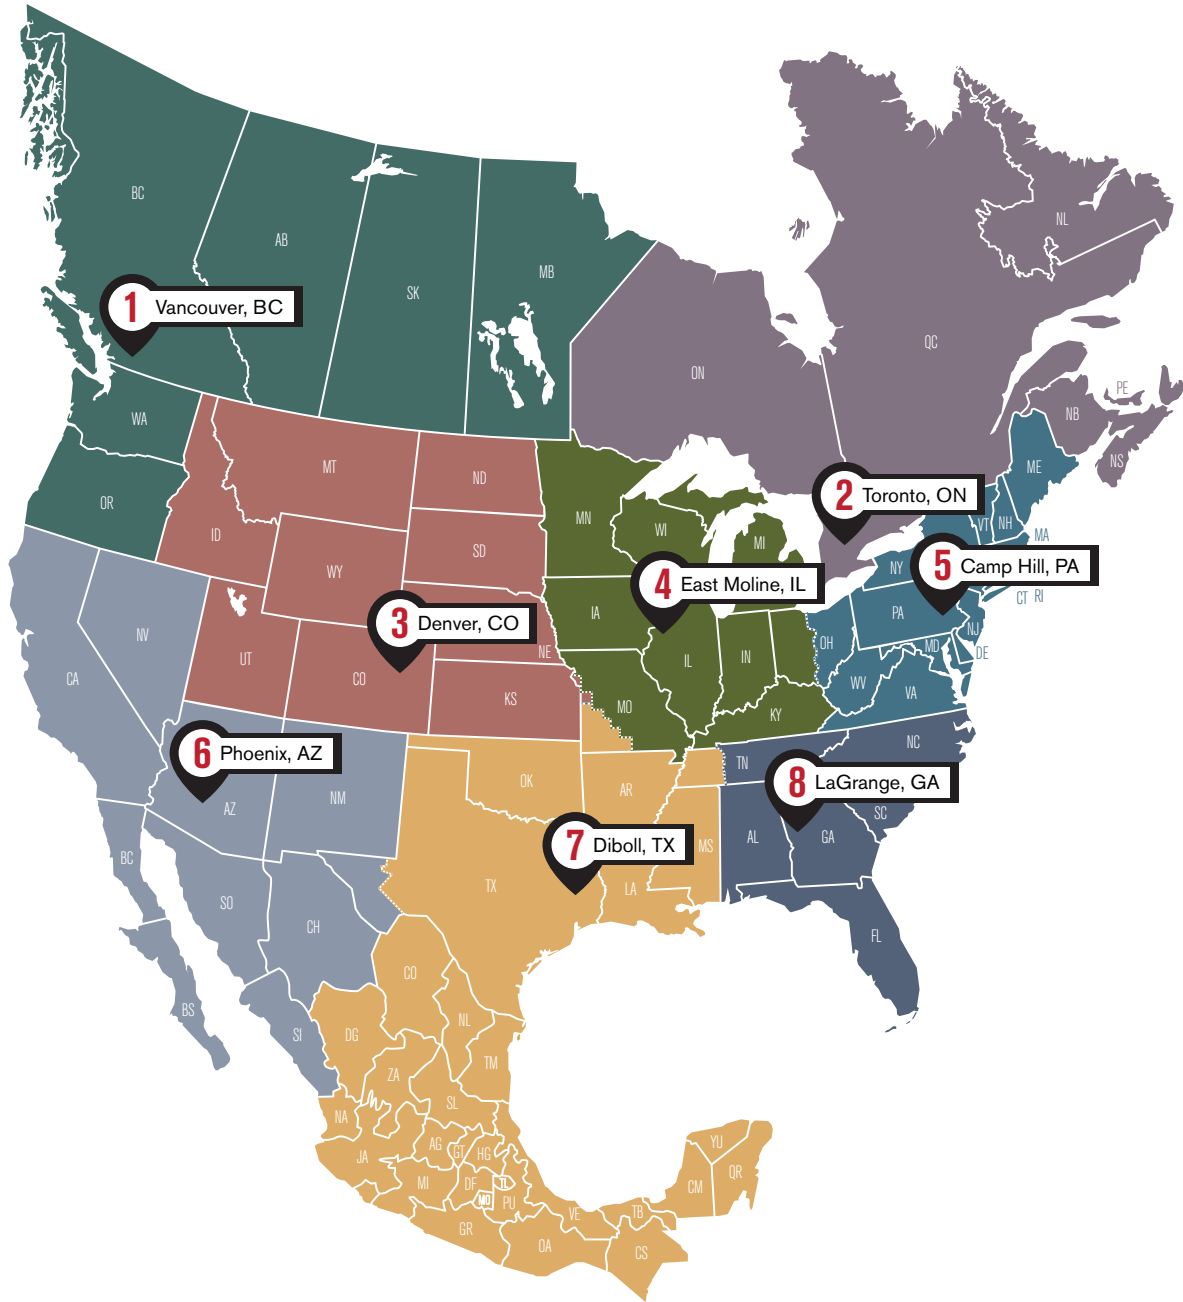 BC
AB
SK
MB
NL
QC
ON
PE
NB
NS
1 Vancouver, BC
WA
OR
MT
ND
ID
SD
WY
MN
WI
MI
ME
2 Toronto, ON
VT
NH
MA
NY
5 Camp Hill, PA
CT
RI
3 Denver, CO
4 East Moline, IL
IA
NE
NV
UT
CO
CA
KS
MO
IL
IN
OH
PA
NJ
MD
DE
WV
VA
KY
6 Phoenix, AZ
AZ
NM
OK
AR
TN
NC
8 LaGrange, GA
SC
7 Diboll, TX
MS
AL
GA
BC
SO
CH
TX
LA
FL
BS
SI
CO
DG
NL
TM
ZA
SL
NA
JA
AG
GT
HG
MI
DF
TL
MO
PU
GR
OA
VE
TB
CS
CM
YU
QR